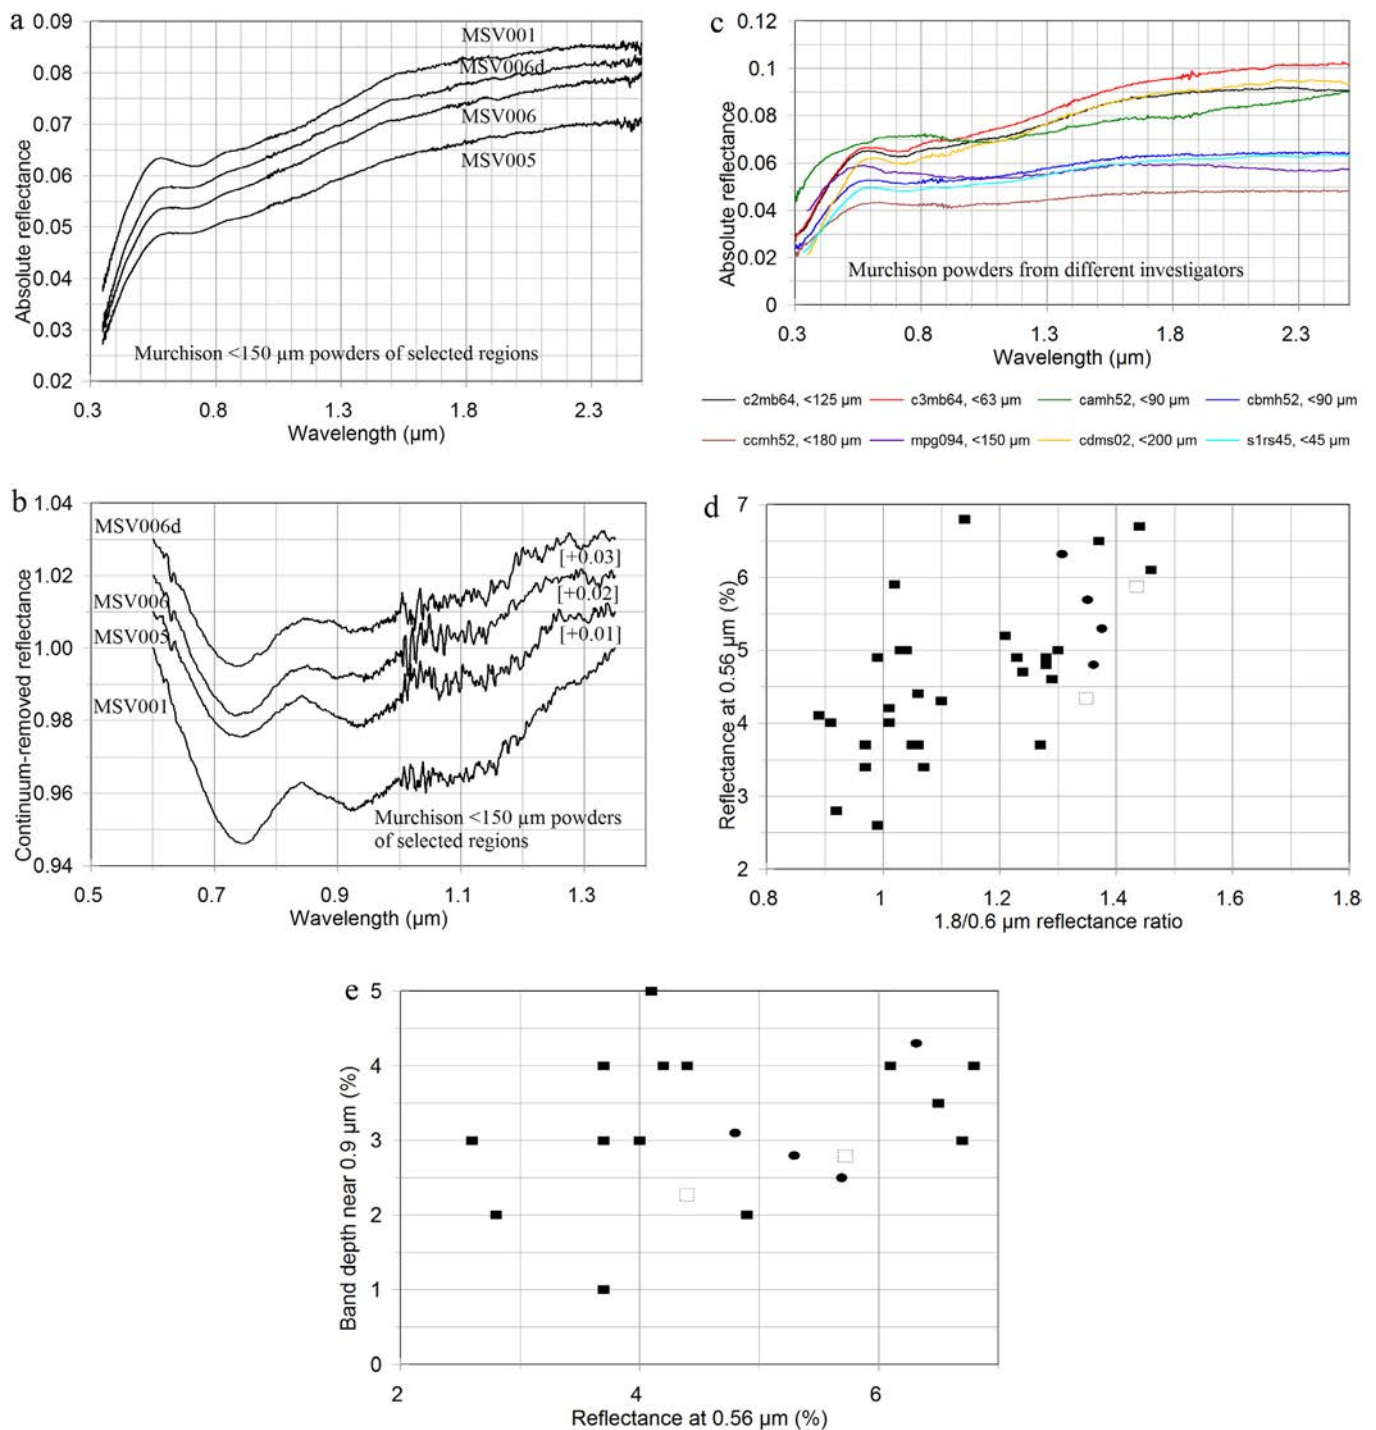 a
0.09
0.08
0.07
0.06
0.05
0.04
0.03
0.02
Absolute reflectance
MSV001
MSV006d
MSV006
MSV005
Murchison <150 µm powders of selected regions
0.3 0.8 1.3 1.8 2.3
Wavelength (µm)
c
0.12
0.1
0.08
0.06
0.04
0.02
0
Absolute reflectance
Murchison powders from different investigators
0.3 0.8 1.3 1.8 2.3
Wavelength (µm)
c2mb64, <125 µm c3mb64, <63 µm camh52, <90 µm cbmh52, <90 µm
ccmh52, <180 µm mpg094, <150 µm cdms02, <200 µm s1rs45, <45 µm
b
1.04
1.02
1.00
0.98
0.96
0.94
Continuum-removed reflectance
MSV006d
[+0.03]
MSV006
[+0.02]
MSV005
[+0.01]
MSV001
Murchison <150 µm powders
of selected regions
0.5 0.7 0.9 1.1 1.3
Wavelength (µm)
d
7
6
5
4
3
2
Reflectance at 0.56 µm (%)
0.8 1 1.2 1.4 1.6 1.8
1.8/0.6 µm reflectance ratio
e
5
4
3
2
1
0
Band depth near 0.9 µm (%)
2 4 6
Reflectance at 0.56 µm (%)